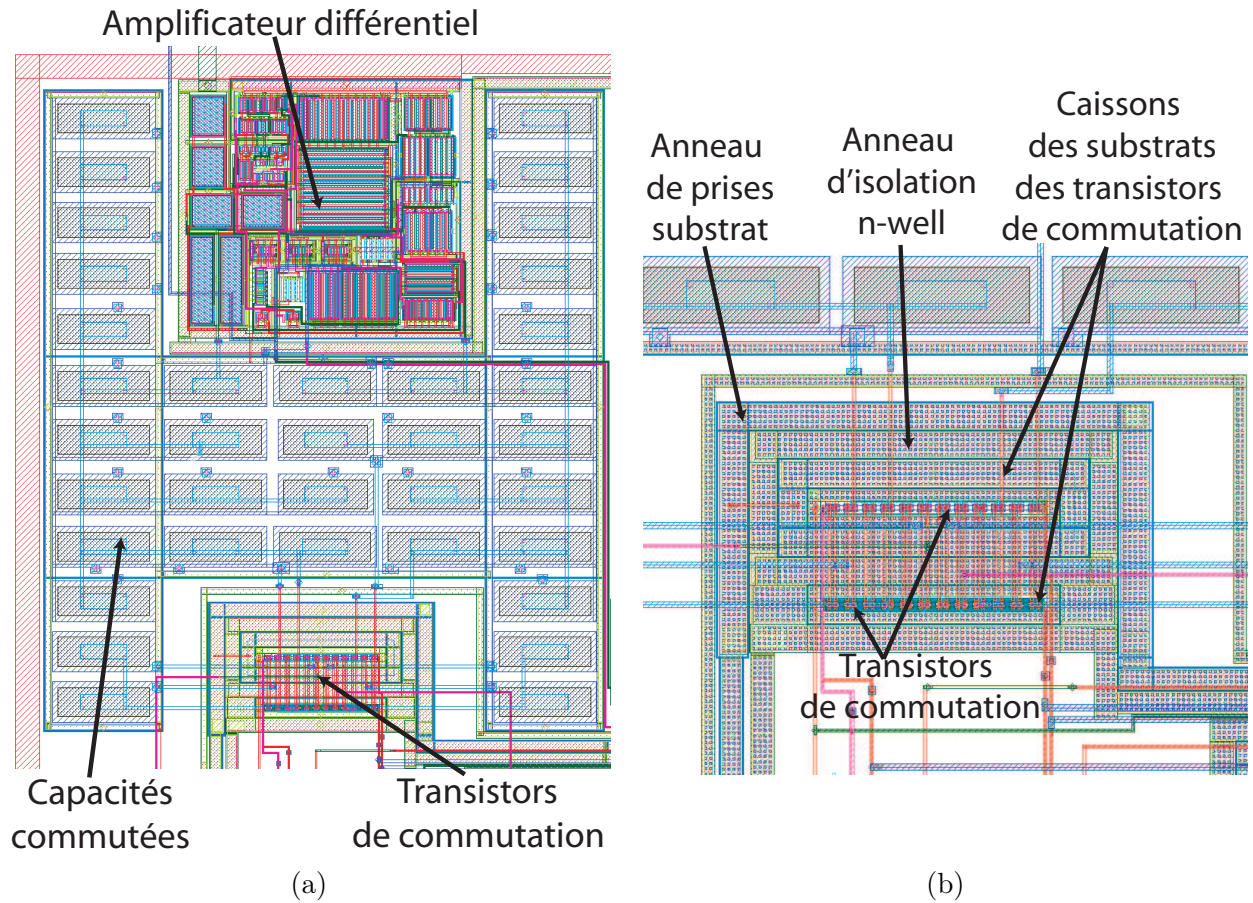 Amplificateur différentiel
Capacités
commutées
Transistors
de commutation
(a)
Anneau
de prises
substrat
Anneau
d'isolation
n-well
Caissons
des substrats
des transistors
de commutation
Transistors
de commutation
(b)